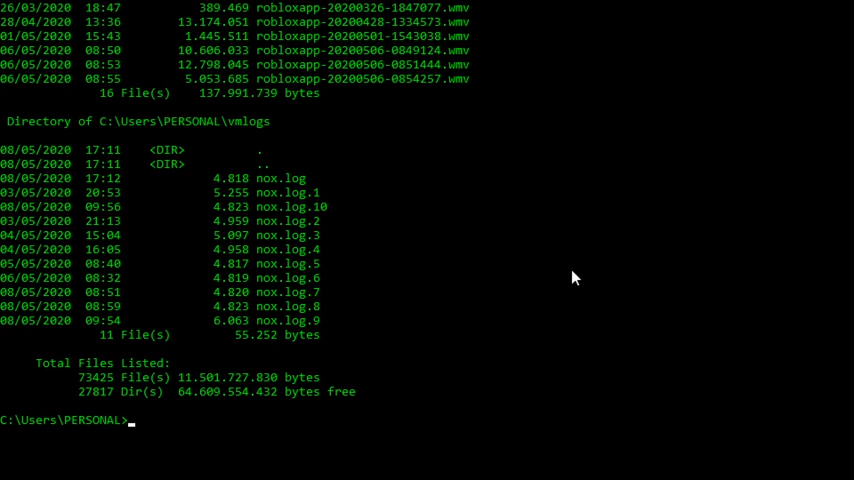 26/03/2020  18:47           389.469 robloxapp-20200326-1847077.wmv
28/04/2020  13:36        13.174.051 robloxapp-20200428-1334573.wmv
01/05/2020  15:43         1.445.511 robloxapp-20200501-1543038.wmv
06/05/2020  08:50        10.606.033 robloxapp-20200506-0849124.wmv
06/05/2020  08:53        12.798.045 robloxapp-20200506-0851444.wmv
06/05/2020  08:55         5.053.685 robloxapp-20200506-0854257.wmv
16 File(s)    137.991.739 bytes
Directory of C:\Users\PERSONAL\vmlogs
08/05/2020  17:11    <DIR>          .
08/05/2020  17:11    <DIR>          ..
08/05/2020  17:12             4.818 nox.log
03/05/2020  20:53             5.255 nox.log.1
08/05/2020  09:56             4.823 nox.log.10
03/05/2020  21:13             4.959 nox.log.2
04/05/2020  15:04             5.097 nox.log.3
04/05/2020  16:05             4.958 nox.log.4
05/05/2020  08:40             4.817 nox.log.5
06/05/2020  08:32             4.819 nox.log.6
08/05/2020  08:51             4.820 nox.log.7
08/05/2020  08:59             4.823 nox.log.8
08/05/2020  09:54             6.063 nox.log.9
11 File(s)         55.252 bytes
Total Files Listed:
73425 File(s) 11.501.727.830 bytes
27817 Dir(s)  64.609.554.432 bytes free
C:\Users\PERSONAL>